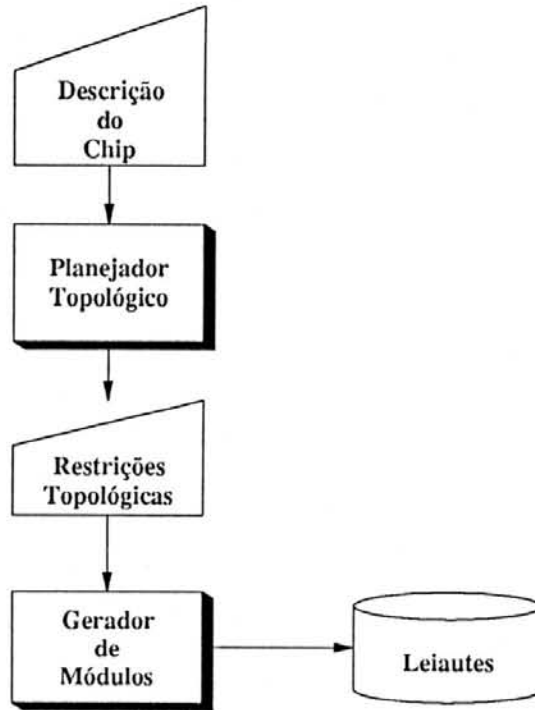 Descrição
do
Chip
Planejador
Topológico
Restrições
Topológicas
Gerador
de
Módulos
Leiautes